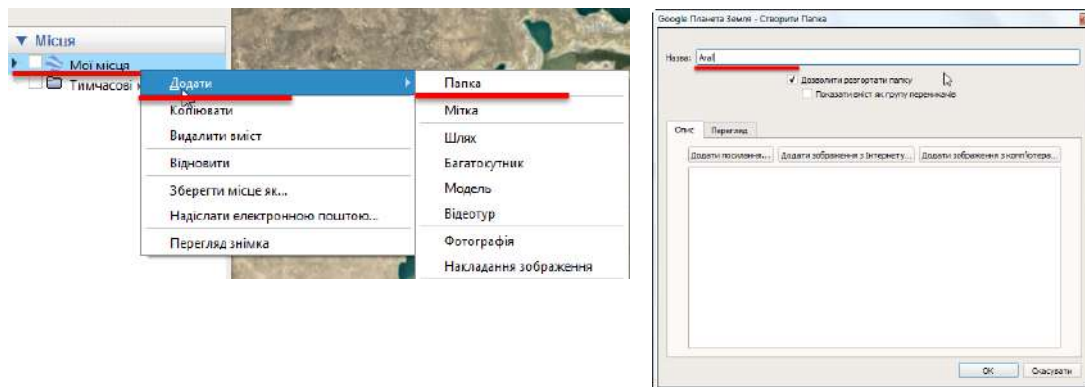 Місця
Мої місця
Тимчасові
Додати
Копіювати
Видалити вміст
Відновити
Зберегти місце як...
Надіслати електронною поштою...
Перегляд знімка
Папка
Мітка
Шлях
Багатокутник
Модель
Відеотур
Фотографія
Накладання зображення
Google Планета Земля - Створити Папка
Назва: Aral
Дозволити розгортати папку
Показати вміст як групу перемикачів
Опис Перегляд
Додати посилання... Додати зображення з Інтернету... Додати зображення з комп'ютера...
OK Скасувати